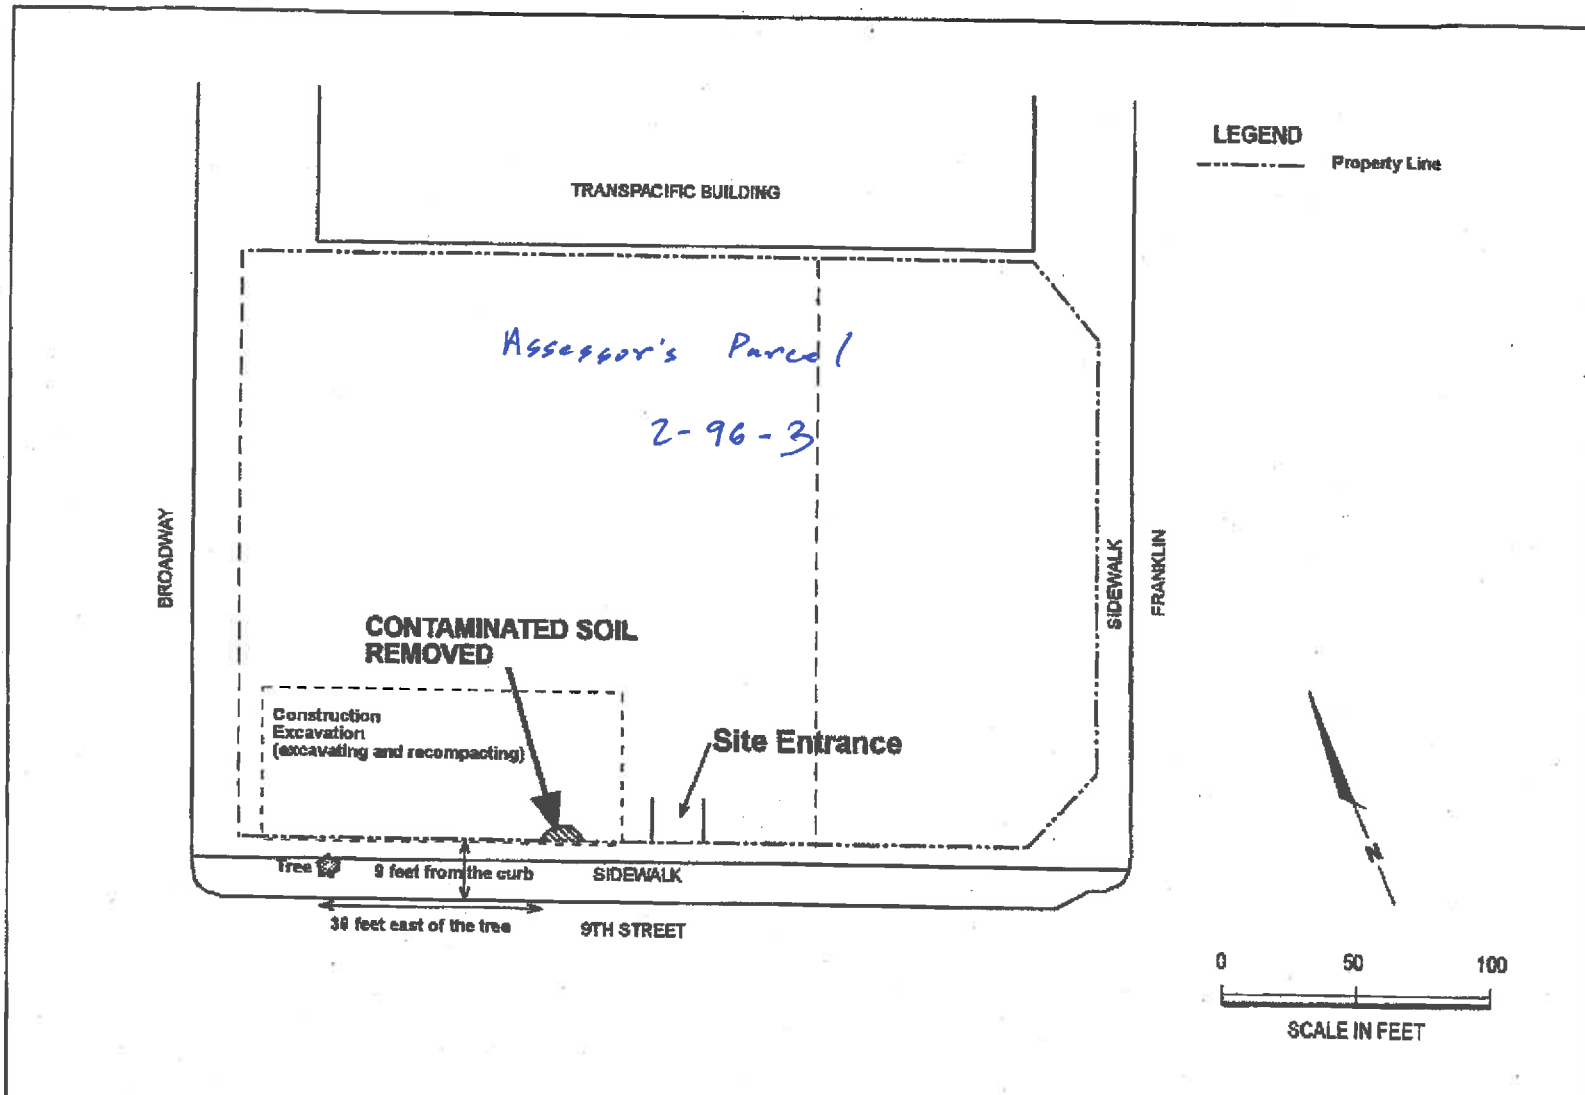 LEGEND
Property Line
TRANSPACIFIC BUILDING
Assessor's Parcel
2-96-3
BROADWAY
SIDEWALK
FRANKLIN
CONTAMINATED SOIL
REMOVED
Construction
Excavation
(excavating and recompacting)
Site Entrance
Tree
9 feet from the curb
SIDEWALK
feet east of the tree
9TH STREET
N
0 50 100
SCALE IN FEET